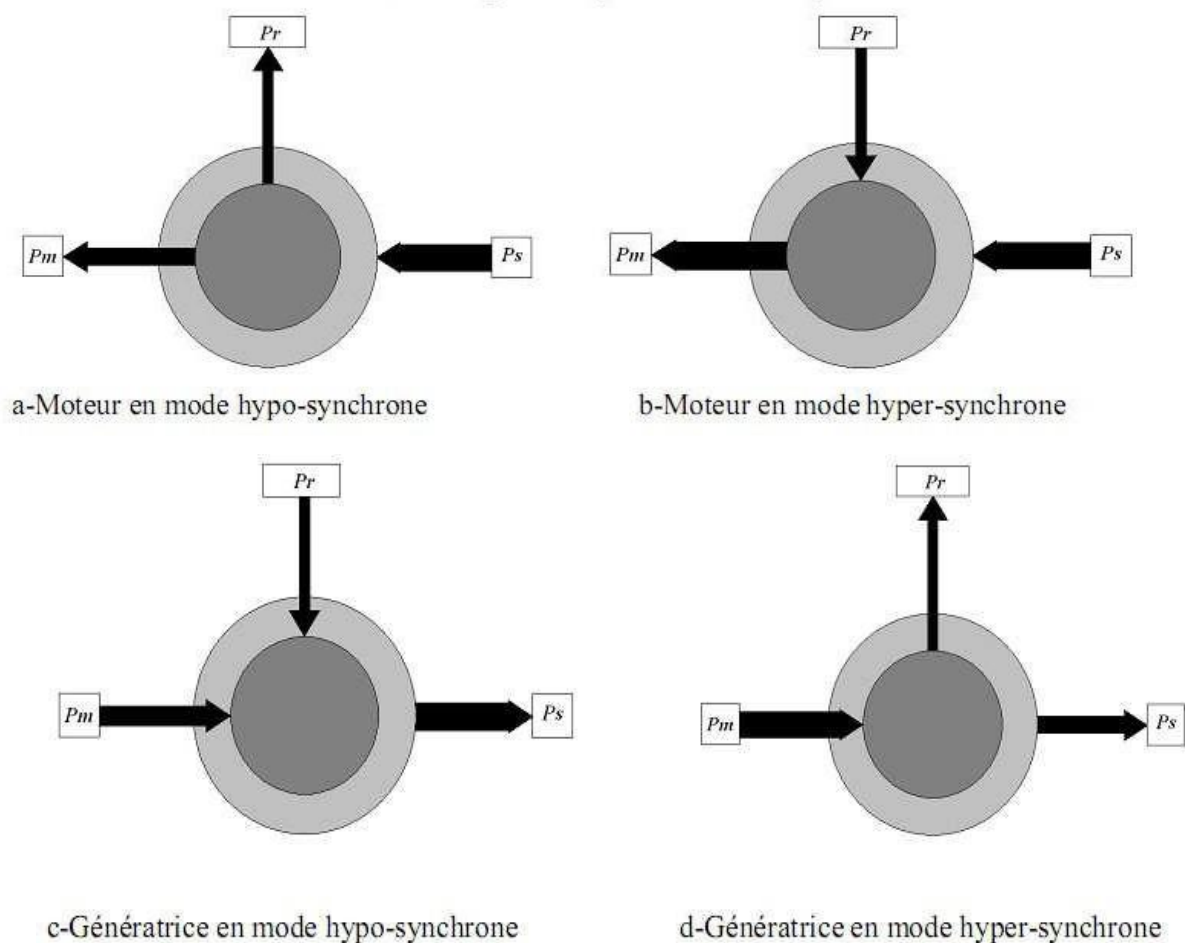 Pr
Pr
Pm
Ps
Pm
Ps
a-Moteur en mode hypo-synchrone
b-Moteur en mode hyper-synchrone
Pr
Pr
Pm
Ps
Pm
Ps
c-Génératrice en mode hypo-synchrone
d-Génératrice en mode hyper-synchrone